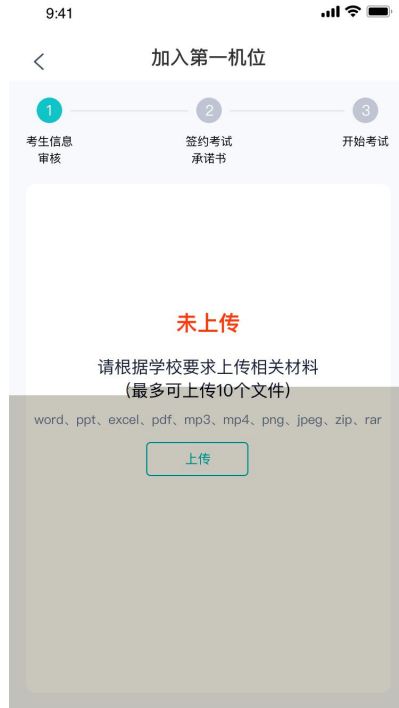 9:41
加入第一机位
1
2
3
考生信息
审核
签约考试
承诺书
开始考试
未上传
请根据学校要求上传相关材料
(最多可上传10个文件)
word、ppt、excel、pdf、mp3、mp4、png、jpeg、zip、rar
上传